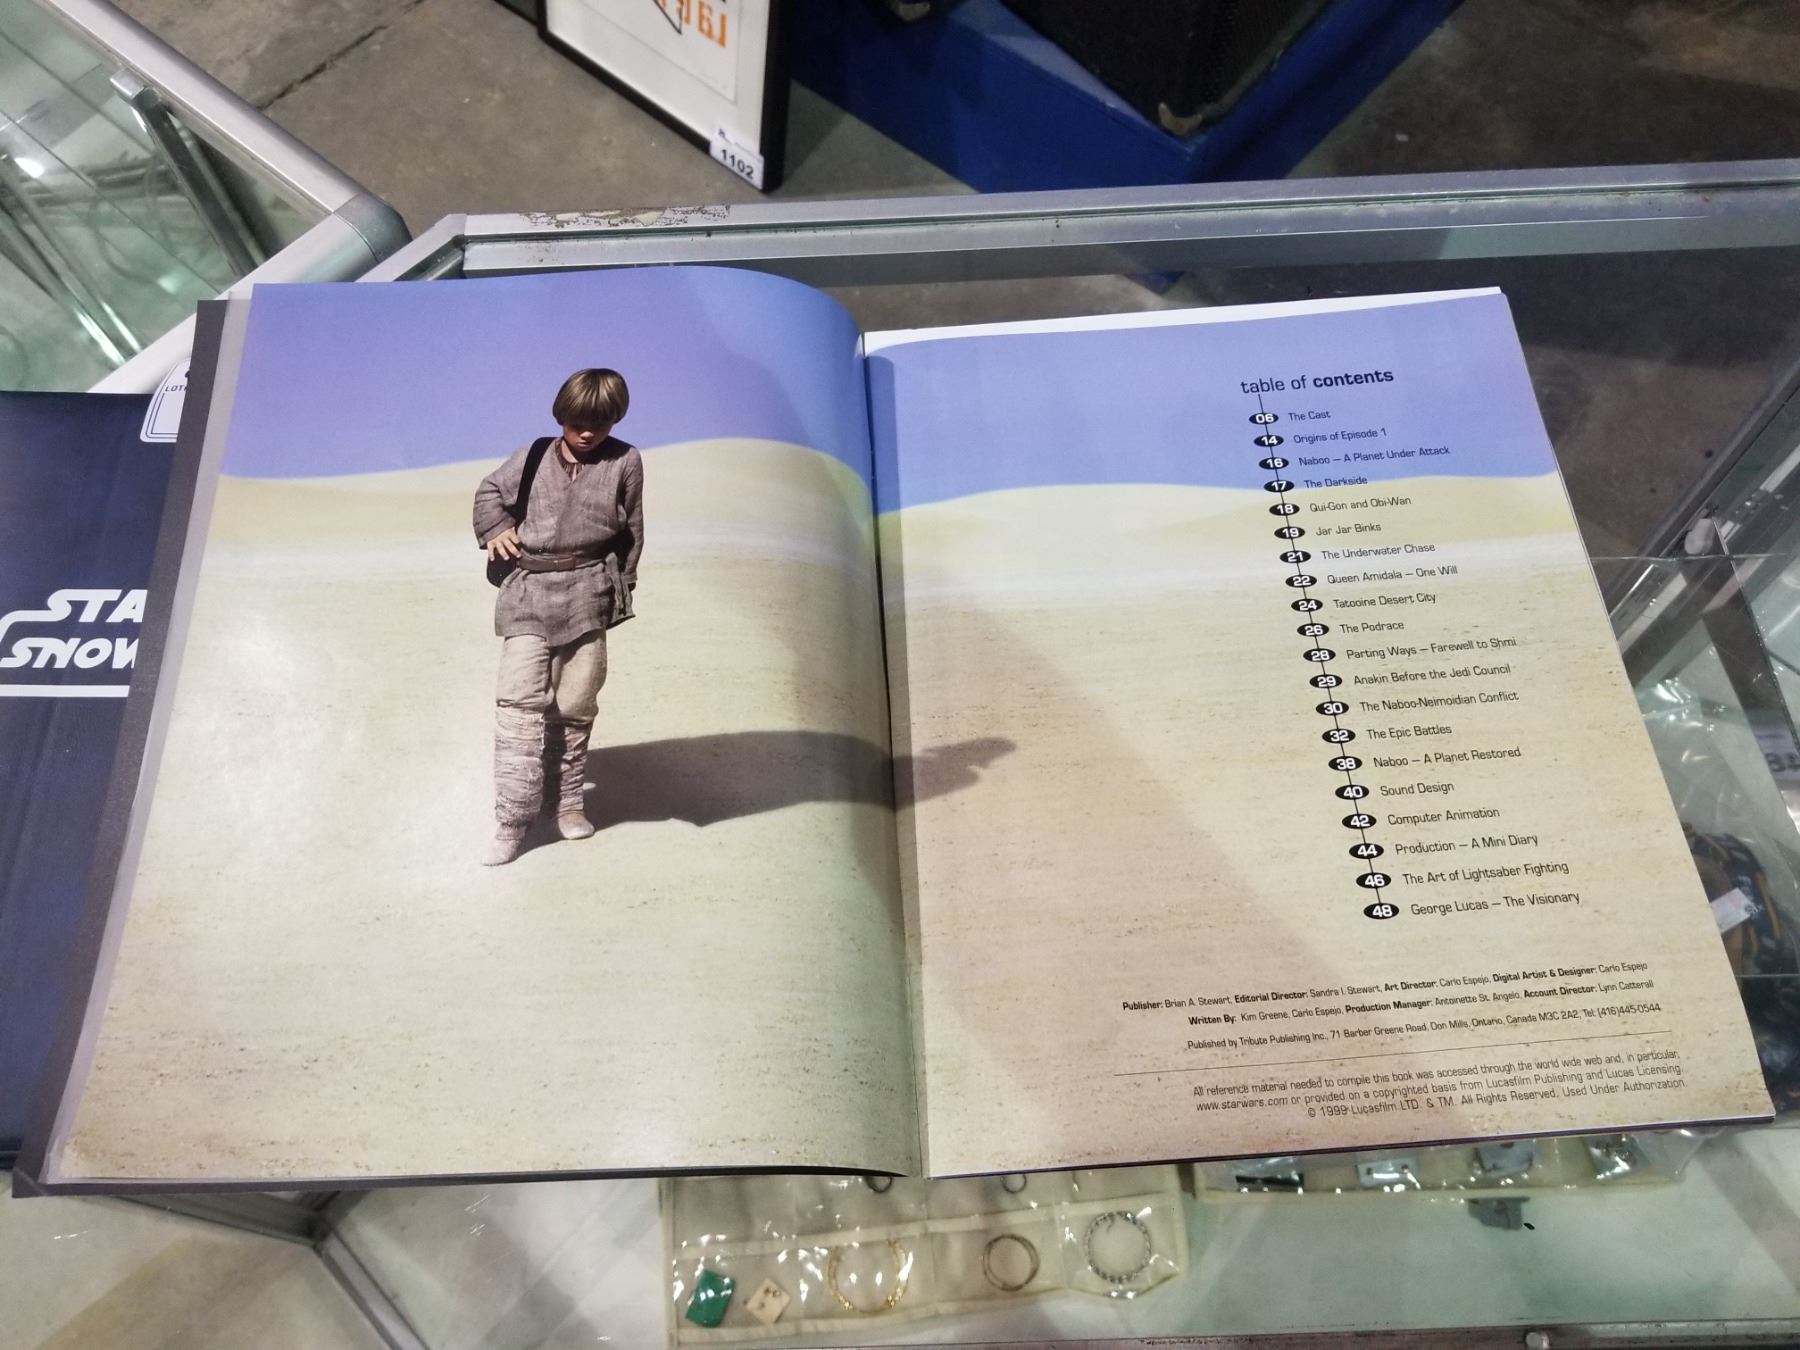 1961
1102
LOT
STA
SNOW
table of contents
06 The Cast
14 Origins of Episode 1
16 Naboo – A Planet Under Attack
17 The Darkside
18 Qui-Gon and Obi-Wan
19 Jar Jar Binks
21 The Underwater Chase
22 Queen Amidala – One Will
24 Tatooine Desert City
26 The Podrace
28 Parting Ways – Farewell to Shmi
29 Anakin Before the Jedi Council
30 The Naboo-Neimoidian Conflict
32 The Epic Battles
38 Naboo – A Planet Restored
40 Sound Design
42 Computer Animation
44 Production – A Mini Diary
46 The Art of Lightsaber Fighting
48 George Lucas – The Visionary
Publisher: Brian A. Stewart, Editorial Director: Sandra I. Stewart, Art Director: Carlo Espejo, Digital Artist & Designer: Carlo Espejo
Written By: Kim Greene, Carlo Espejo, Production Manager: Antoinette St. Angelo, Account Director: Lynn Catterall
Published by Tribute Publishing Inc., 71 Barber Greene Road, Don Mills, Ontario, Canada M3C 2A2, Tel: (416)445-0544
All reference material needed to compile this book was accessed through the world wide web and, in particular,
www.starwars.com or provided on a copyrighted basis from Lucasfilm Publishing and Lucas Licensing.
© 1999 Lucasfilm LTD. & TM. All Rights Reserved. Used Under Authorization.